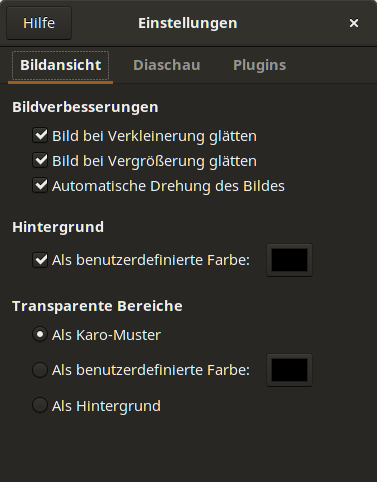 Hilfe
Einstellungen
Bildansicht
Diaschau
Plugins
Bildverbesserungen
Bild bei Verkleinerung glätten
Bild bei Vergrößerung glätten
Automatische Drehung des Bildes
Hintergrund
Als benutzerdefinierte Farbe:
Transparente Bereiche
Als Karo-Muster
Als benutzerdefinierte Farbe:
Als Hintergrund